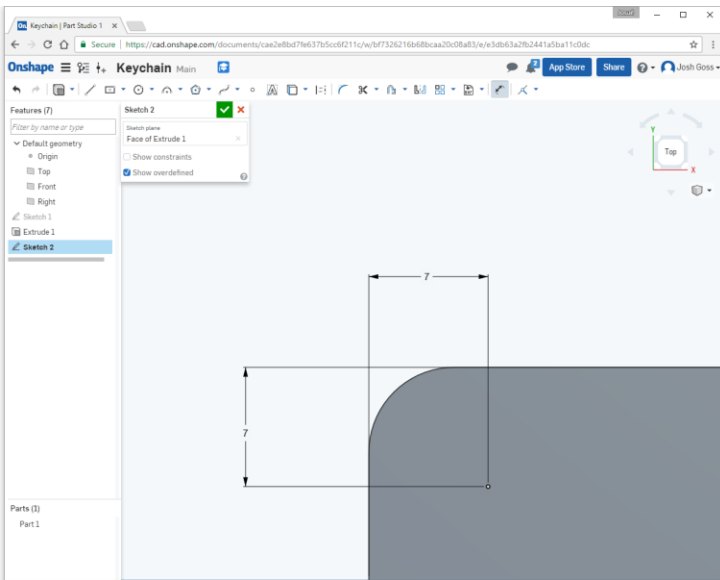 On Keychain | Part Studio 1 ×
Secure | https://cad.onshape.com/documents/cae2e8bd7fe637b5cc6f211c/w/bf7326216b68bcaa20c08a83/e/e3db63a2fb2441a5ba11c0dc
Onshape Keychain Main 2 App Store Share Josh Goss
Features (7)
Filter by name or type
Default geometry
Origin
Top
Front
Right
Sketch 1
Extrude 1
Sketch 2
Sketch 2
Sketch plane
Face of Extrude 1
Show constraints
Show overdefined
Y
Top
X
7
7
Parts (1)
Part 1